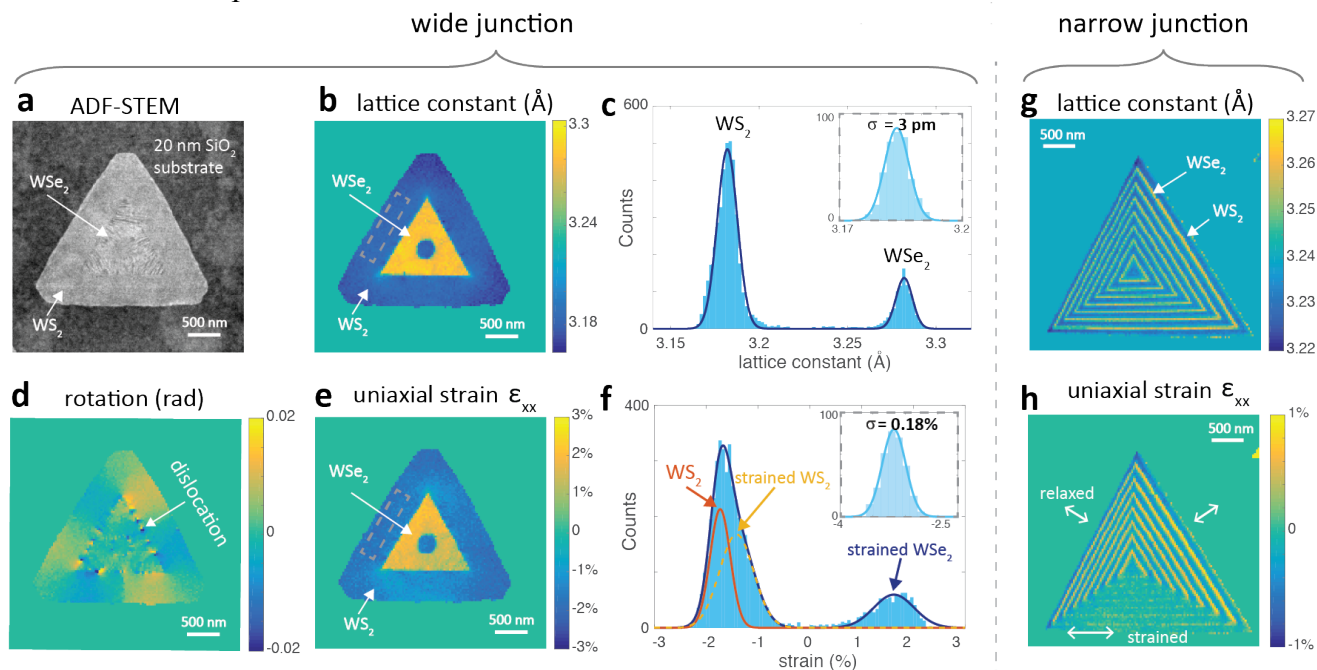 wide junction
narrow junction
a ADF-STEM
20 nm SiO2
substrate
WSe2
WS2
500 nm
b lattice constant (Å)
WSe2
WS2
500 nm
3.3
3.24
3.18
c
600
0
Counts
WS2
WSe2
3.15
3.2
3.25
3.3
lattice constant (Å)
100
0
σ = 3 pm
3.17
3.2
g lattice constant (Å)
500 nm
WSe2
WS2
3.27
3.26
3.25
3.24
3.23
3.22
d rotation (rad)
dislocation
500 nm
0.02
0
-0.02
e uniaxial strain εxx
WSe2
WS2
500 nm
3%
2%
1%
0
-1%
-2%
-3%
f
400
0
Counts
WS2
strained WS2
strained WSe2
-3
-2
-1
0
1
2
3
strain (%)
100
0
σ = 0.18%
-4
-2.5
h uniaxial strain εxx
500 nm
relaxed
strained
1%
0
-1%